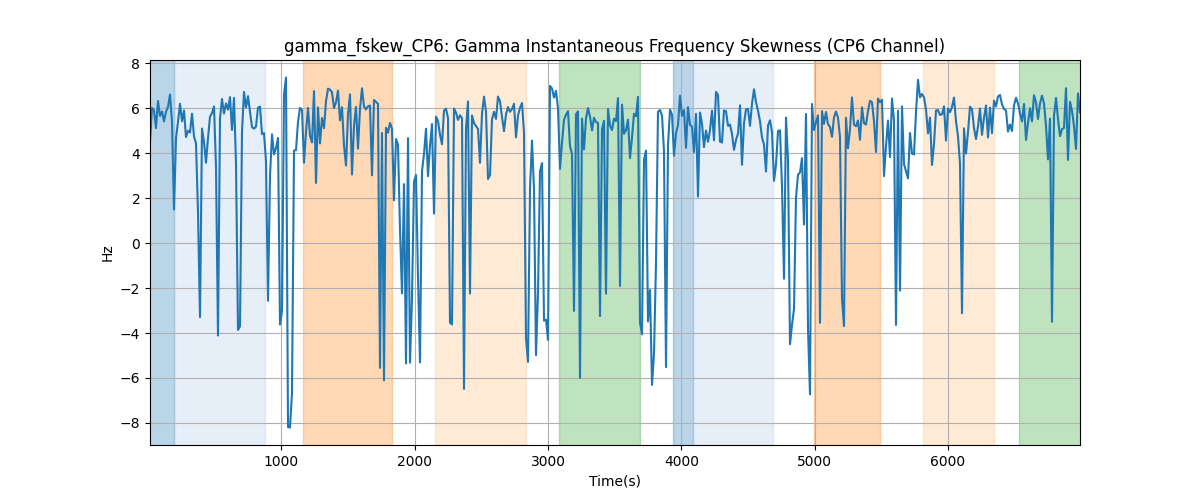 gamma_fskew_CP6: Gamma Instantaneous Frequency Skewness (CP6 Channel)
8
6
4
2
0
−2
−4
−6
−8
Hz
1000 2000 3000 4000 5000 6000
Time(s)